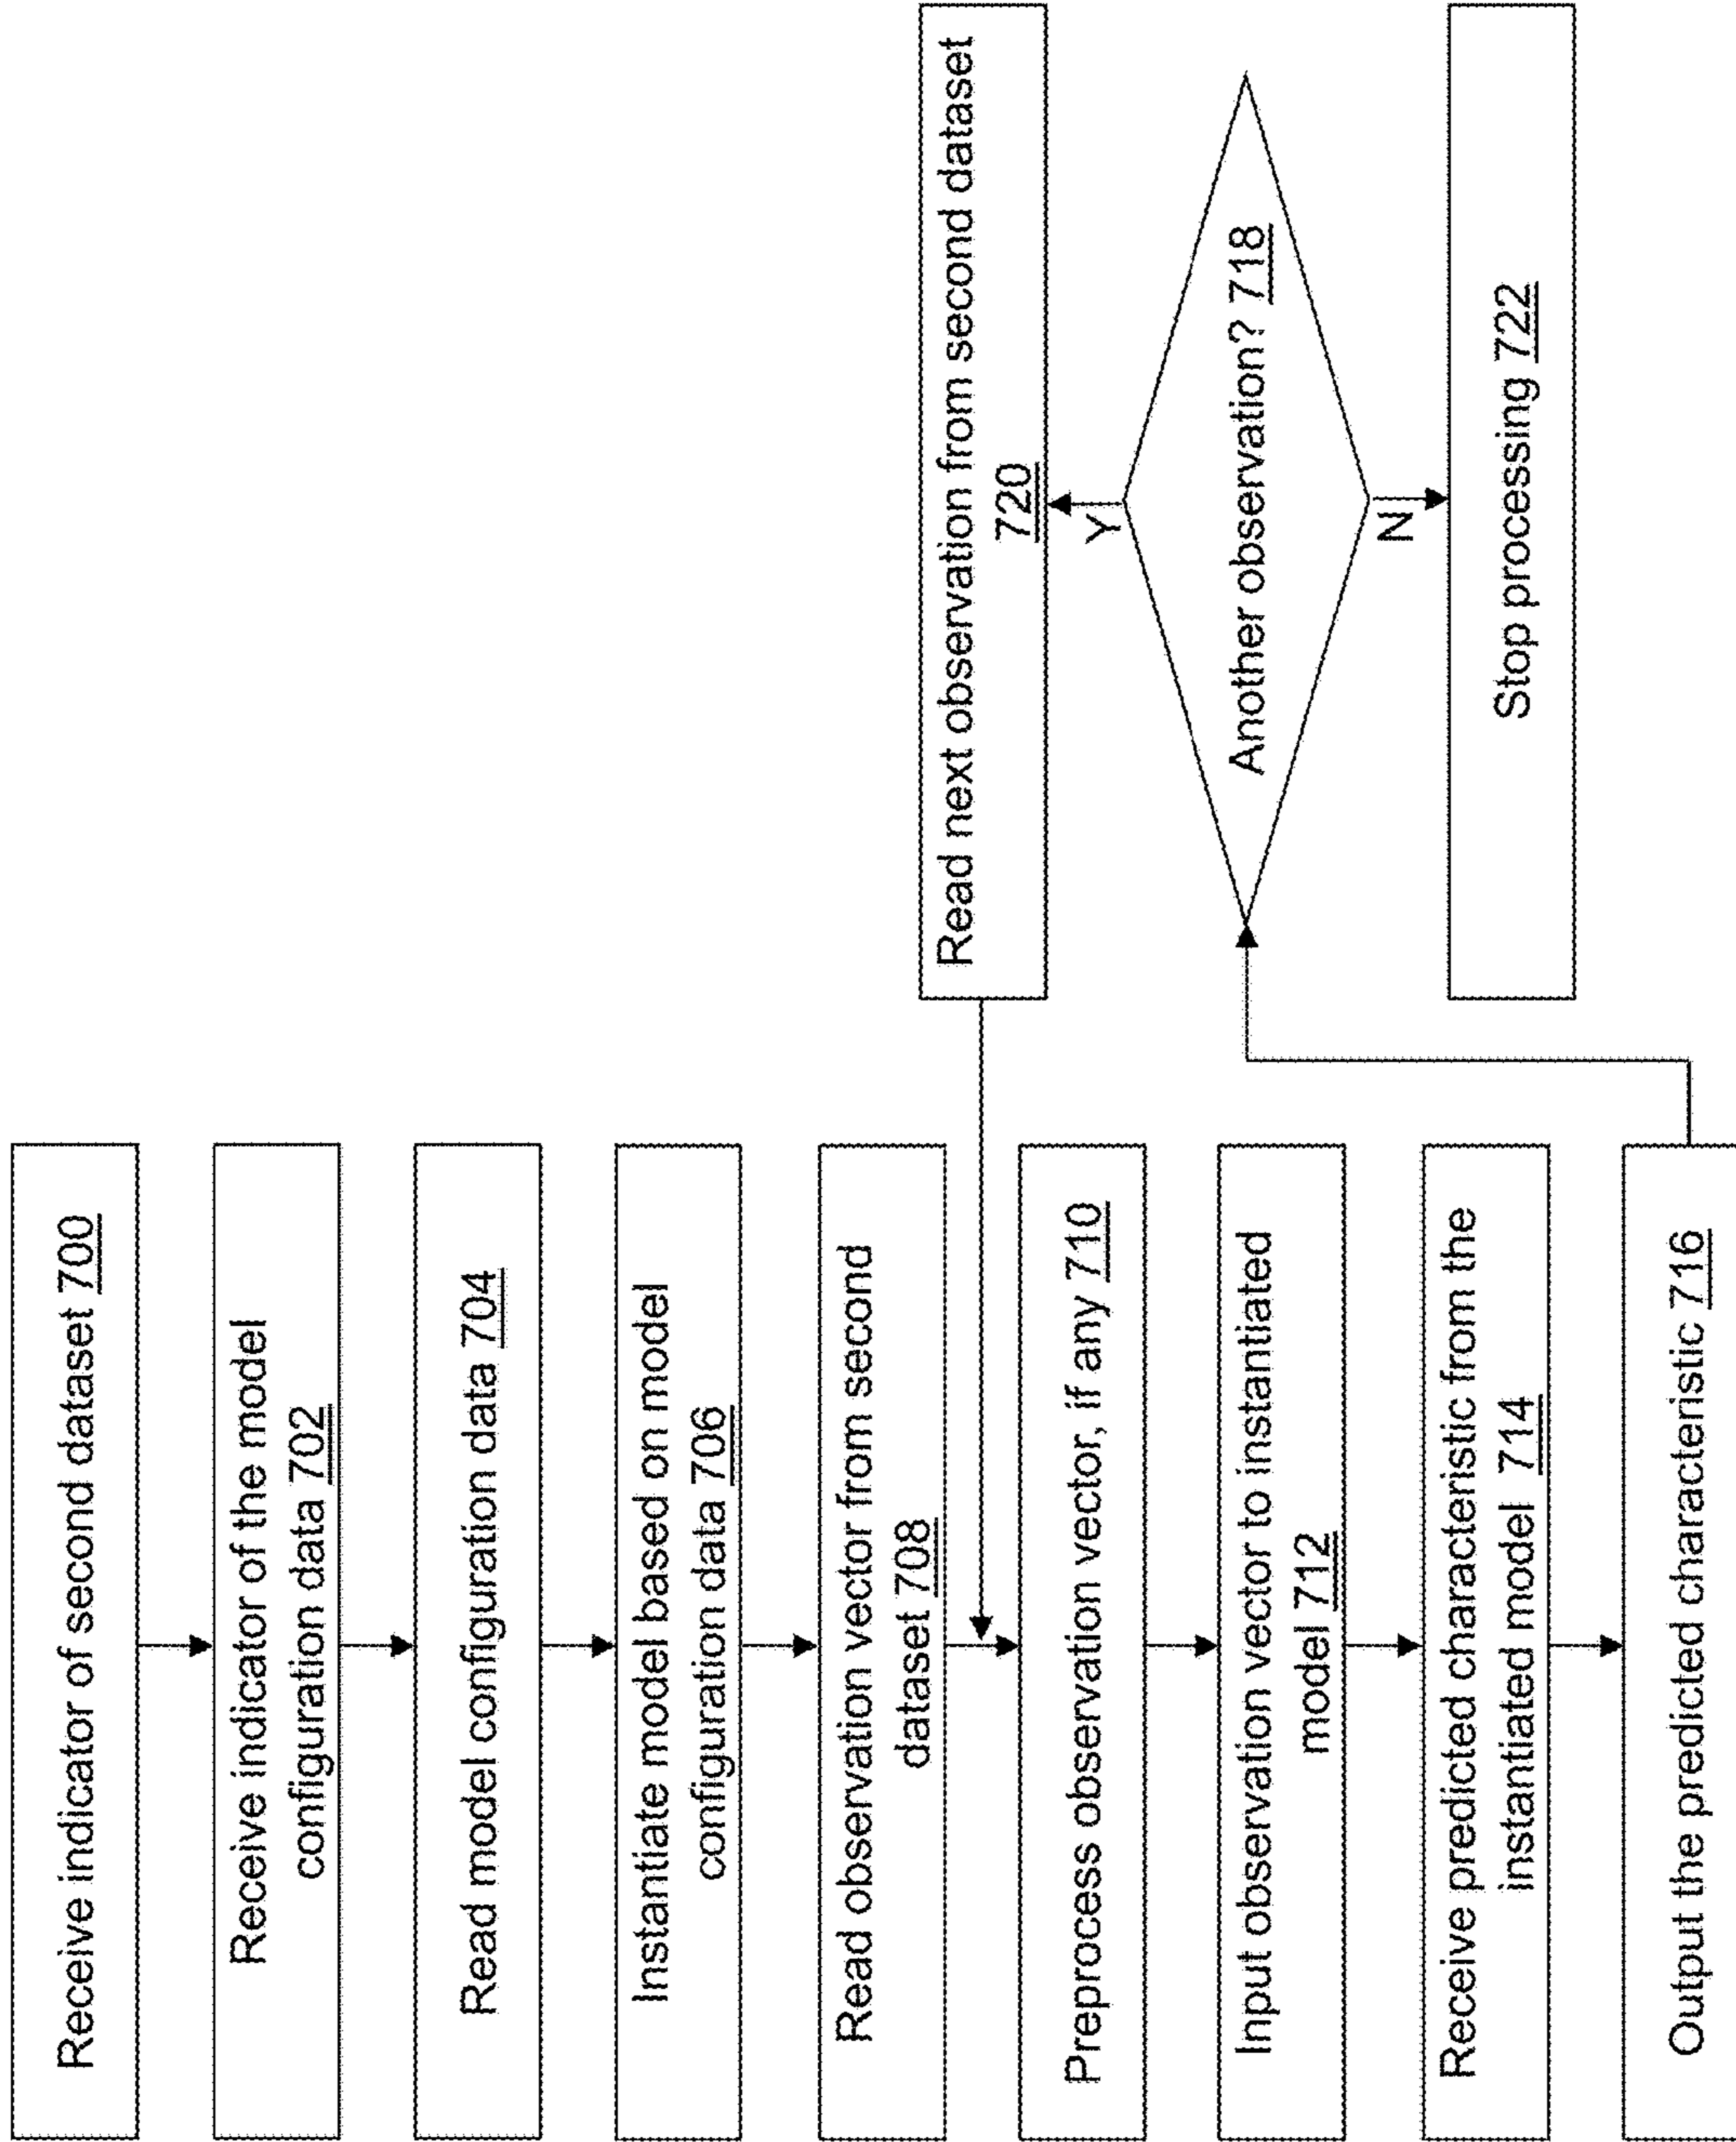 Receive indicator of second dataset 700
Receive indicator of the model
configuration data 702
Read model configuration data 704
Instantiate model based on model
configuration data 706
Read observation vector from second
dataset 708
Preprocess observation vector, if any 710
Input observation vector to instantiated
model 712
Receive predicted characteristic from the
instantiated model 714
Output the predicted characteristic 716
Read next observation from second dataset
720
Y
Another observation? 718
N
Stop processing 722